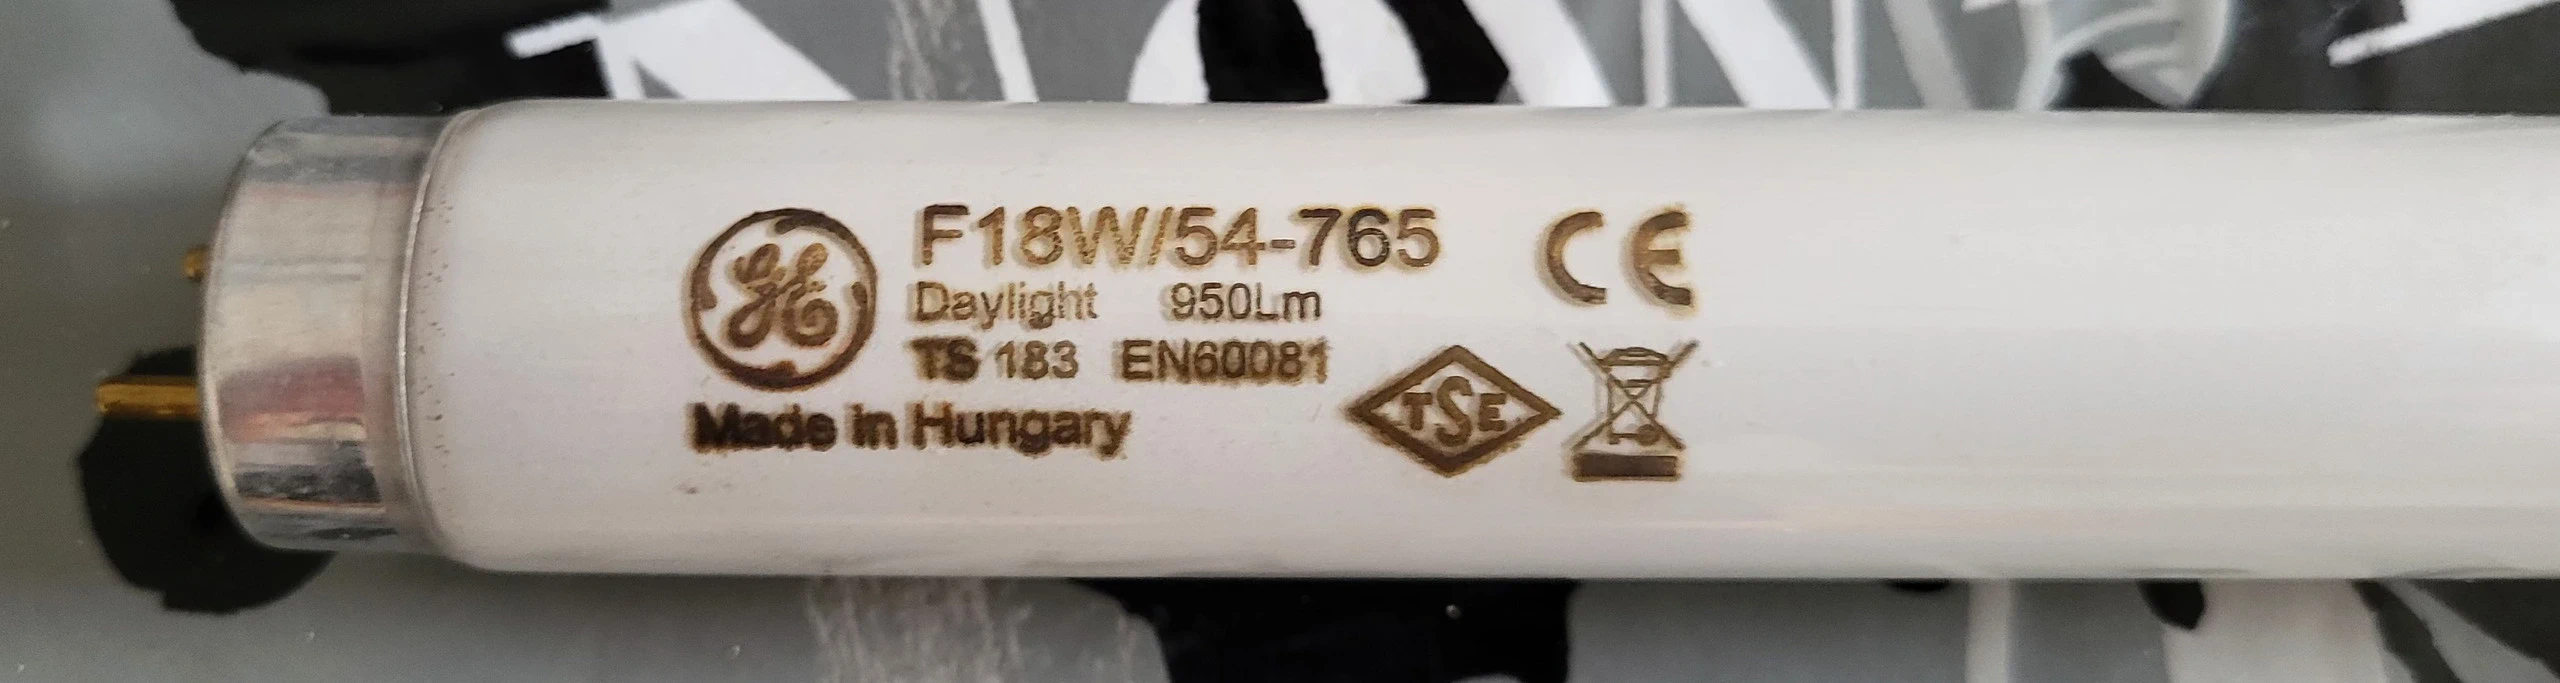 GE
F18W/54-765
Daylight 950Lm
TS 183 EN60081
Made in Hungary
CE
TSE